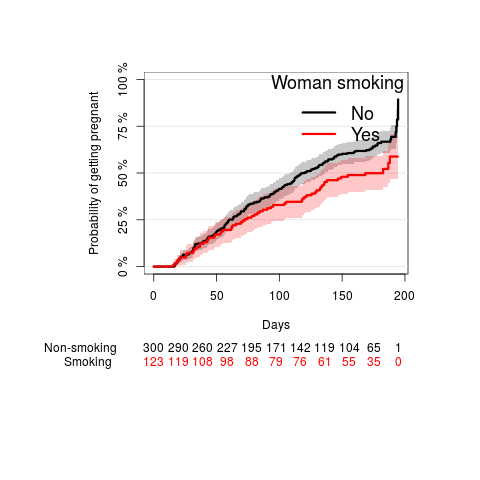 Woman smoking
No
Yes
Probability of getting pregnant
100 %
75 %
50 %
25 %
0 %
0 50 100 150 200
Days
Non-smoking 300 290 260 227 195 171 142 119 104 65 1
Smoking 123 119 108 98 88 79 76 61 55 35 0